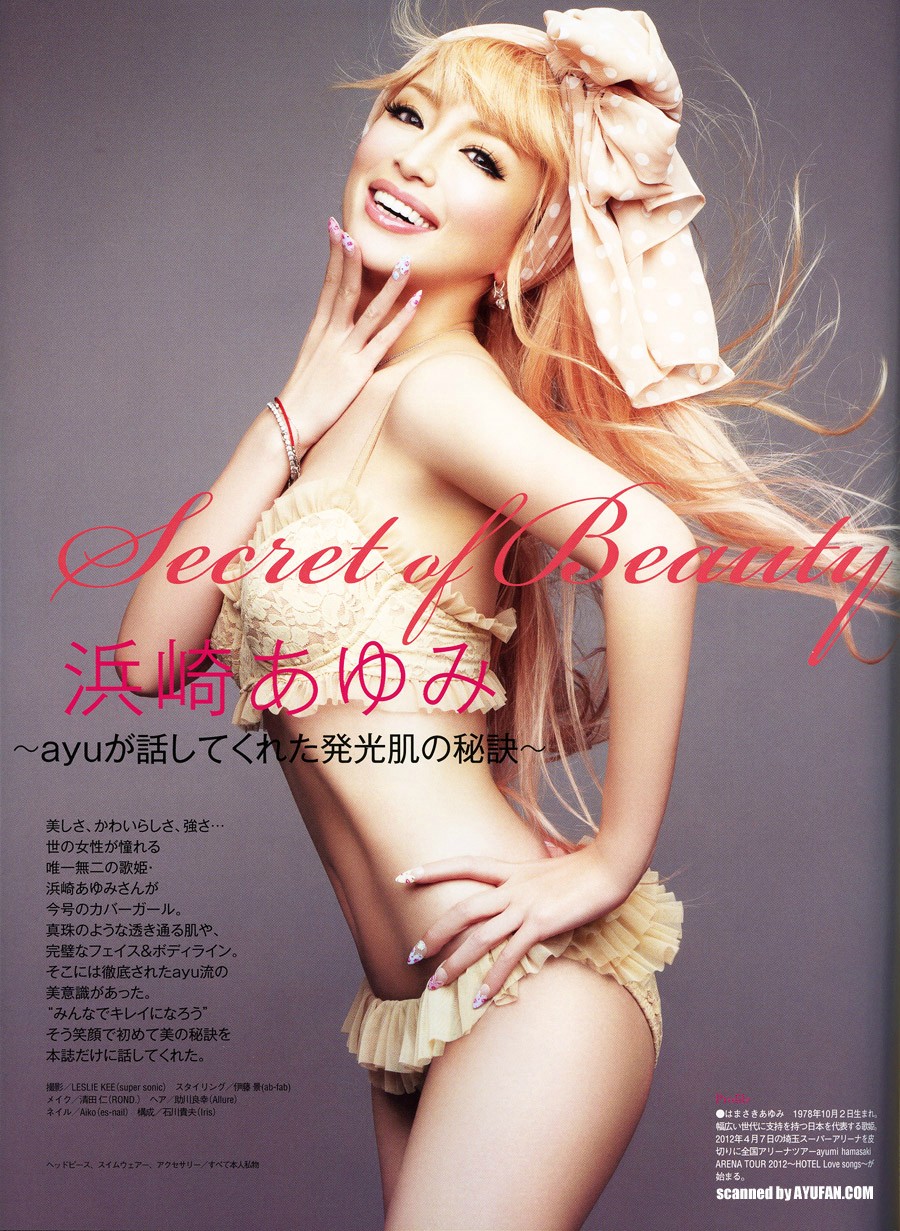 Secret of Beauty
浜崎あゆみ
～ayuが話してくれた発光肌の秘訣～
美しさ、かわいらしさ、強さ…
世の女性が憧れる
唯一無二の歌姫・
浜崎あゆみさんが
今号のカバーガール。
真珠のような透き通る肌や、
完璧なフェイス&ボディライン。
そこには徹底されたayu流の
美意識があった。
"みんなでキレイになろう"
そう笑顔で初めて美の秘訣を
本誌だけに話してくれた。
撮影／LESLIE KEE(super sonic) スタイリング／伊藤 景(ab-fab)
メイク／清田 仁(ROND.) ヘア／助川良幸(Allure)
ネイル／Aiko(es-nail) 構成／石川貴夫(Iris)
ヘッドピース、スイムウェアー、アクセサリー／すべて本人私物
Profile
●はまさきあゆみ 1978年10月2日生まれ。
幅広い世代に支持を持つ日本を代表する歌姫。
2012年4月7日の埼玉スーパーアリーナを皮
切りに全国アリーナツアーayumi hamasaki
ARENA TOUR 2012～HOTEL Love songs～が
始まる。
scanned by AYUFAN.COM